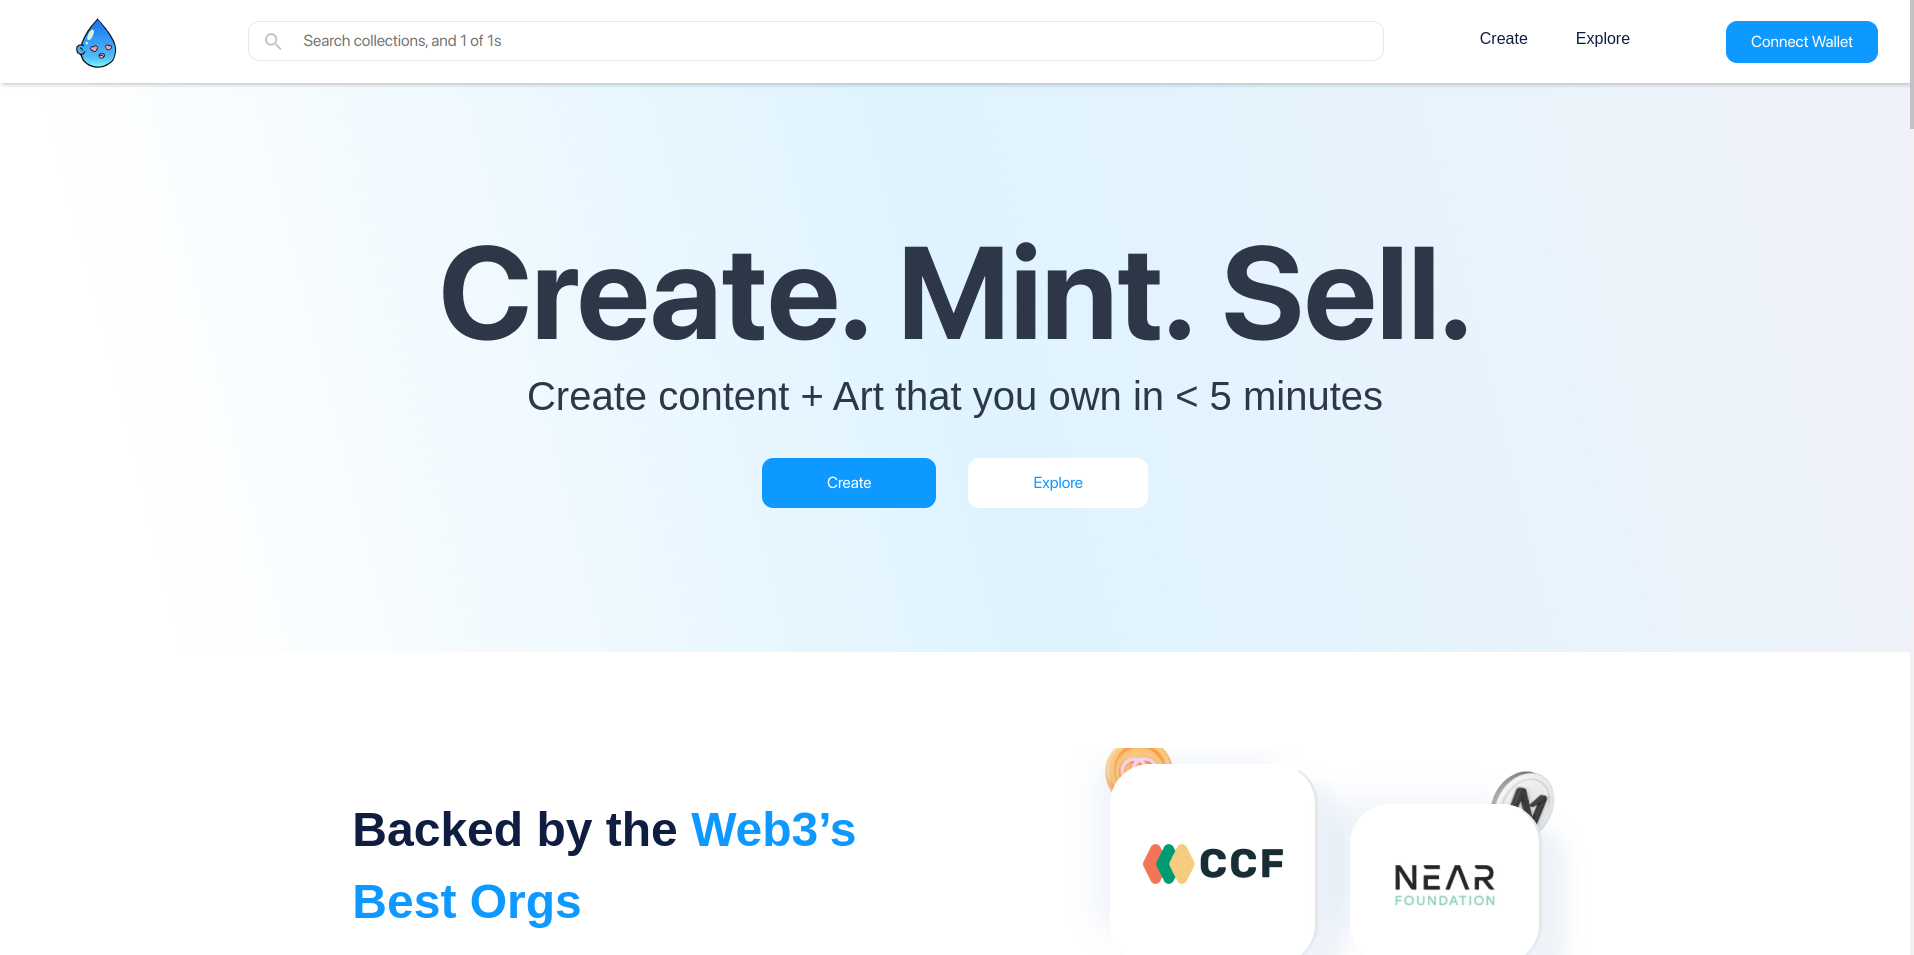 Search collections, and 1 of 1s
Create
Explore
Connect Wallet
Create. Mint. Sell.
Create content + Art that you own in < 5 minutes
Create
Explore
Backed by the Web3’s
Best Orgs
CCF
M
NEAR
FOUNDATION